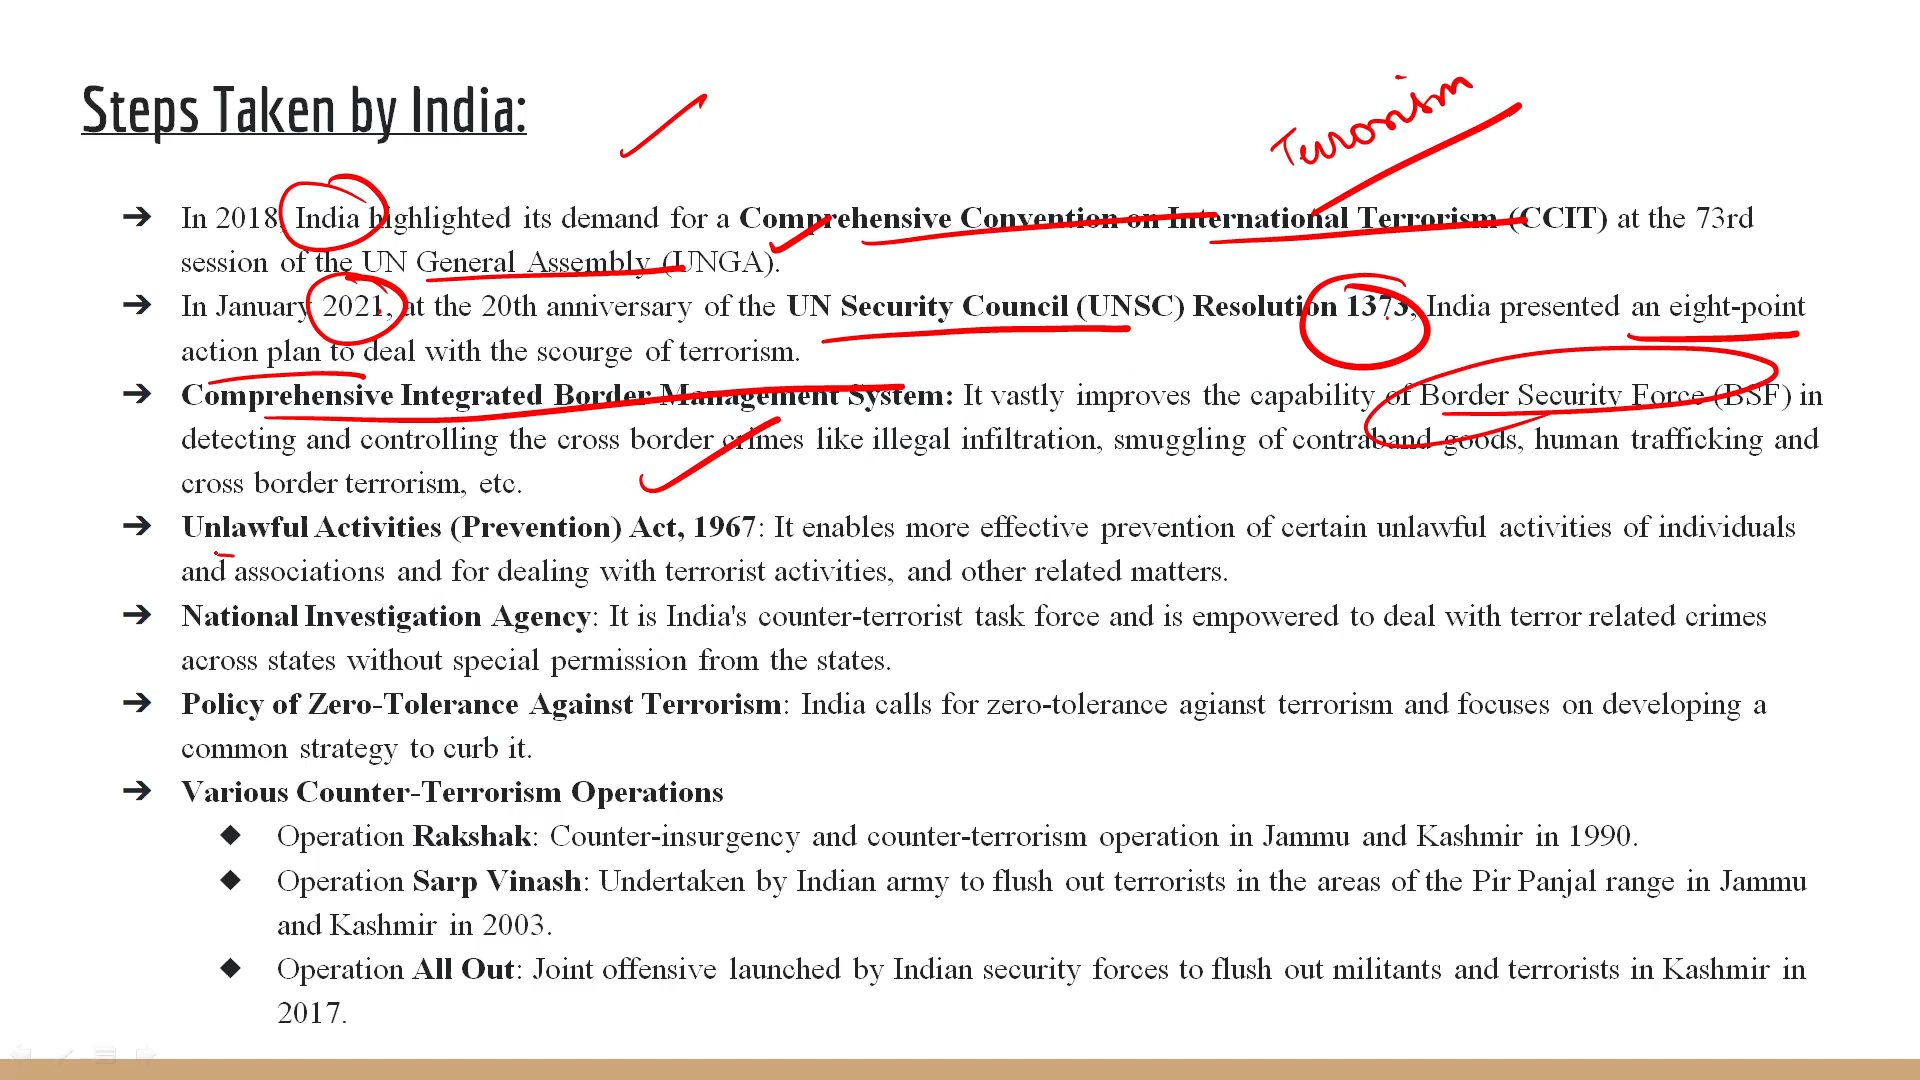 Steps Taken by India:
Terrorism
➔ In 2018, India highlighted its demand for a Comprehensive Convention on International Terrorism (CCIT) at the 73rd
session of the UN General Assembly (UNGA).
➔ In January 2021, at the 20th anniversary of the UN Security Council (UNSC) Resolution 1373, India presented an eight-point
action plan to deal with the scourge of terrorism.
➔ Comprehensive Integrated Border Management System: It vastly improves the capability of Border Security Force (BSF) in
detecting and controlling the cross border crimes like illegal infiltration, smuggling of contraband goods, human trafficking and
cross border terrorism, etc.
➔ Unlawful Activities (Prevention) Act, 1967: It enables more effective prevention of certain unlawful activities of individuals
and associations and for dealing with terrorist activities, and other related matters.
➔ National Investigation Agency: It is India's counter-terrorist task force and is empowered to deal with terror related crimes
across states without special permission from the states.
➔ Policy of Zero-Tolerance Against Terrorism: India calls for zero-tolerance agianst terrorism and focuses on developing a
common strategy to curb it.
➔ Various Counter-Terrorism Operations
◆ Operation Rakshak: Counter-insurgency and counter-terrorism operation in Jammu and Kashmir in 1990.
◆ Operation Sarp Vinash: Undertaken by Indian army to flush out terrorists in the areas of the Pir Panjal range in Jammu
and Kashmir in 2003.
◆ Operation All Out: Joint offensive launched by Indian security forces to flush out militants and terrorists in Kashmir in
2017.